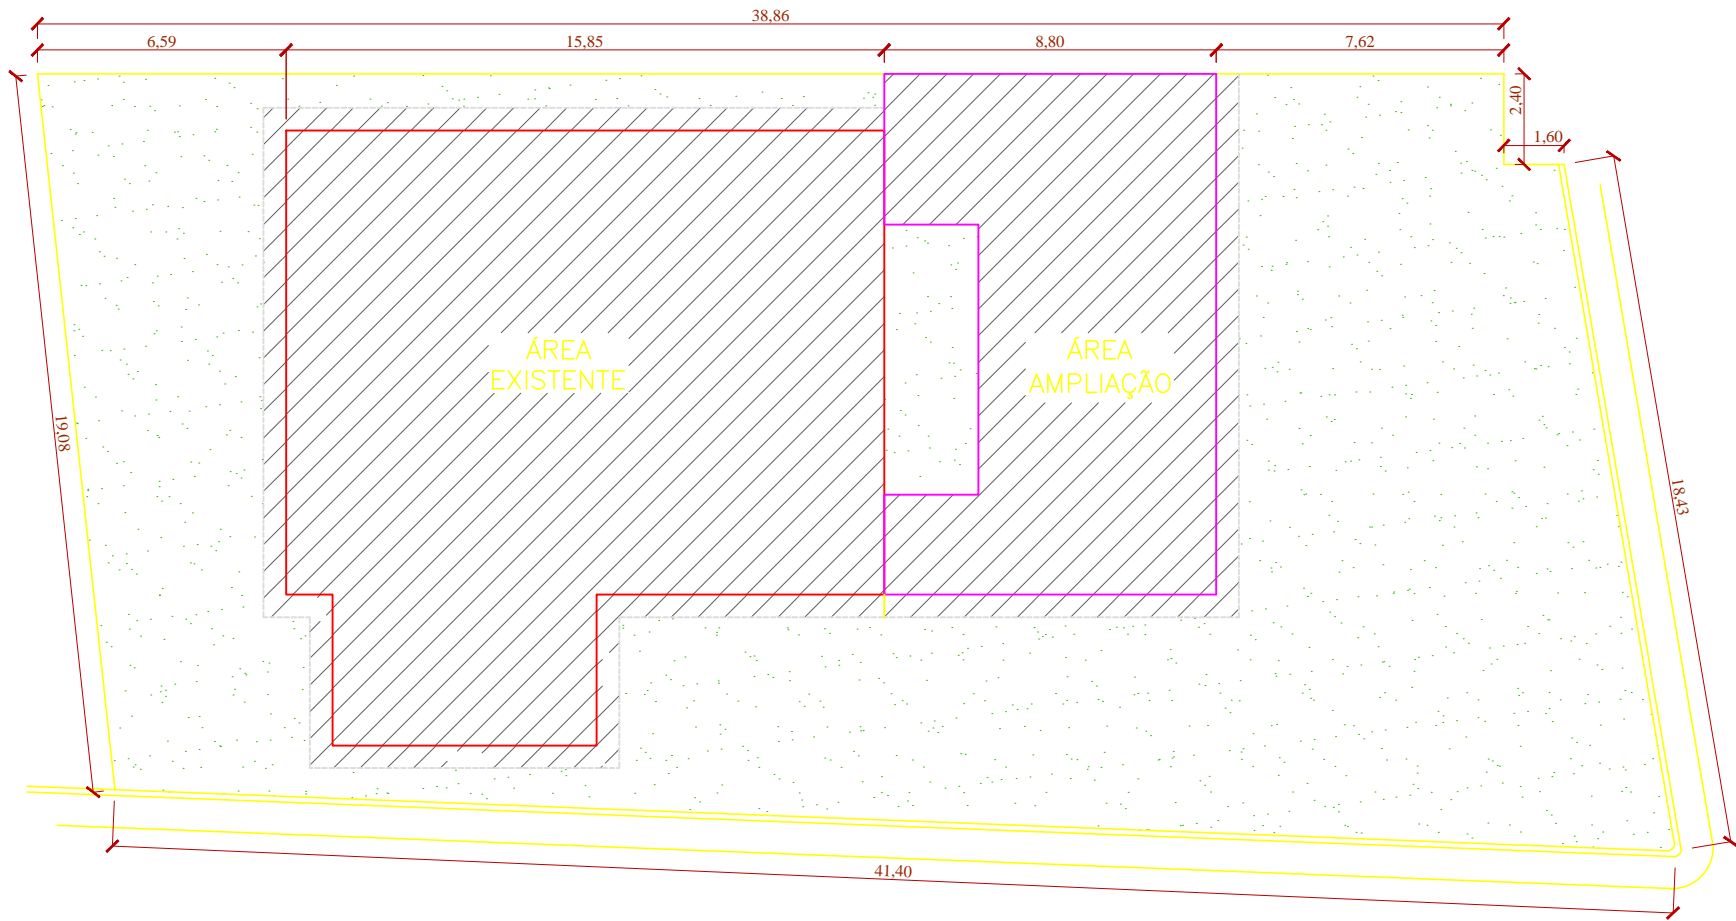 38,86
6,59
15,85
8,80
7,62
2,40
1,60
ÁREA
EXISTENTE
ÁREA
AMPLIAÇÃO
19,08
18,43
41,40